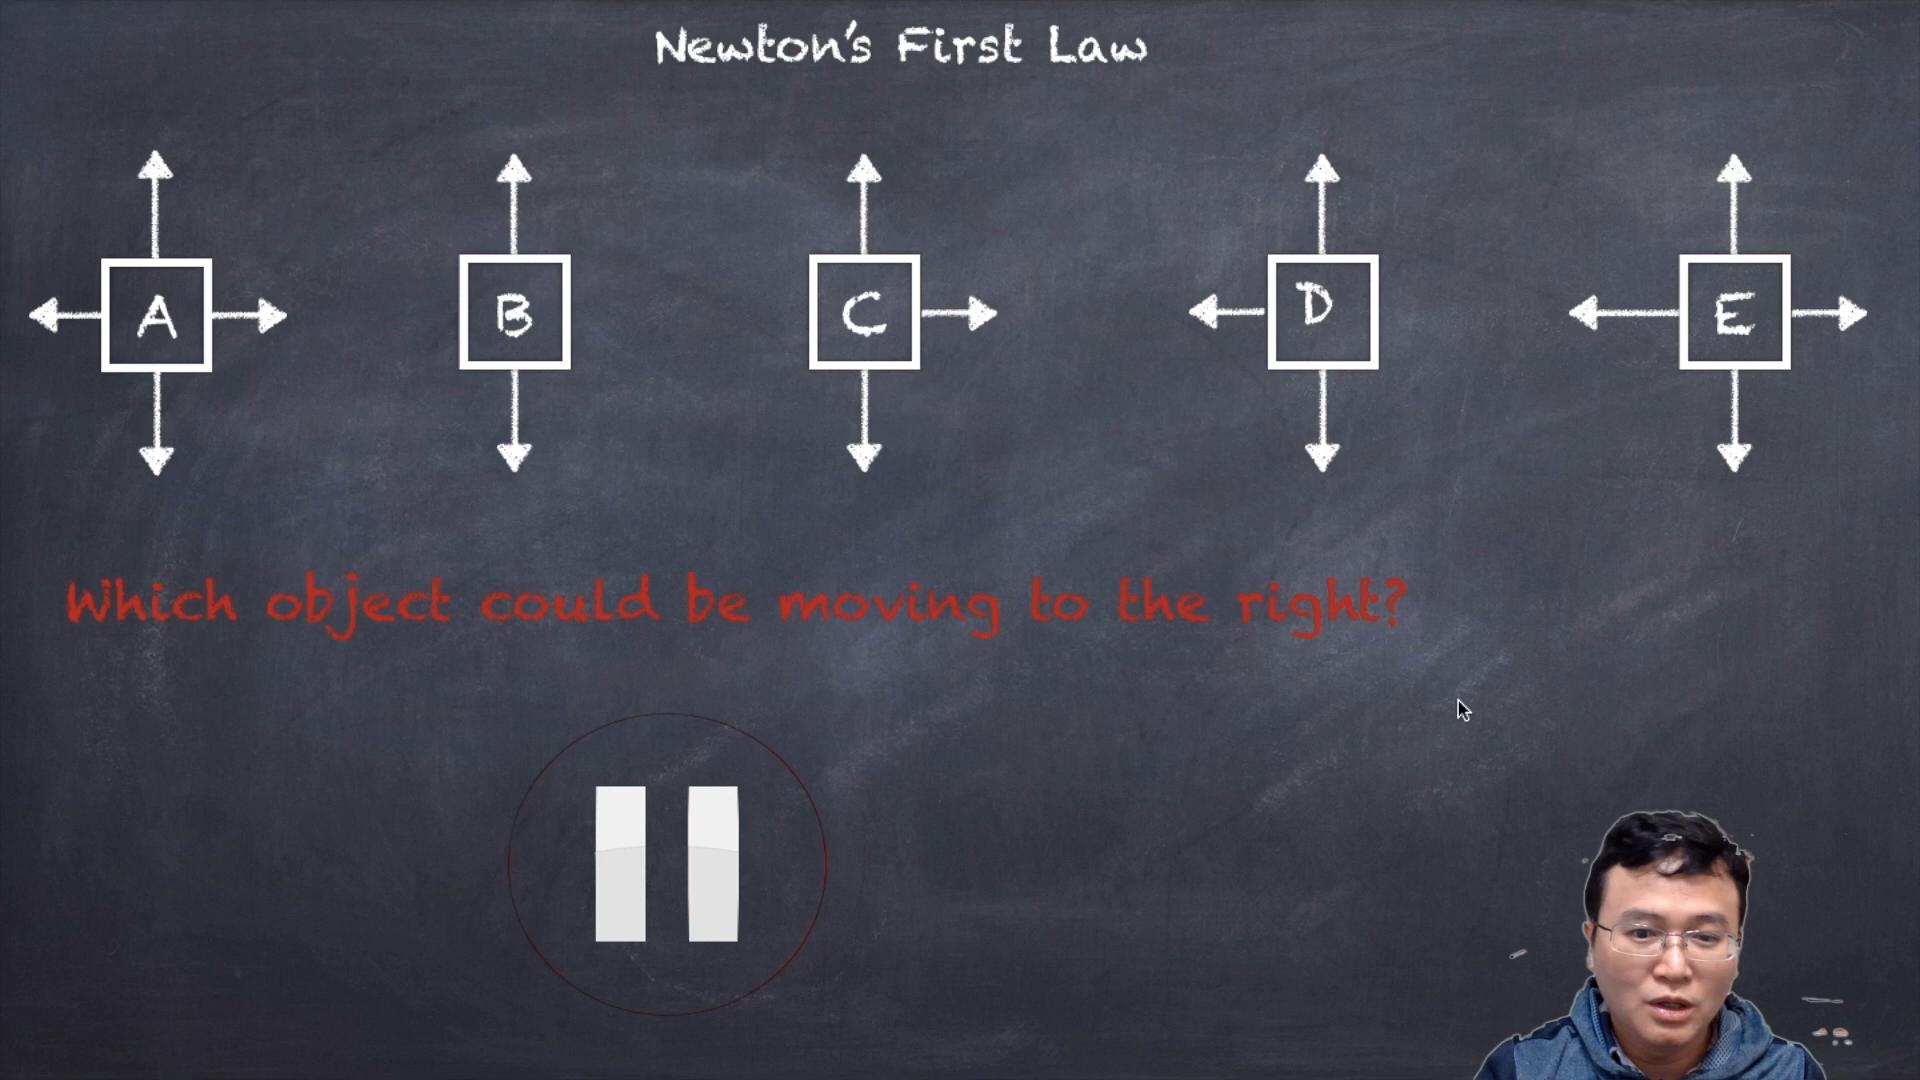 Newton's First Law
A B C D E
Which object could be moving to the right?